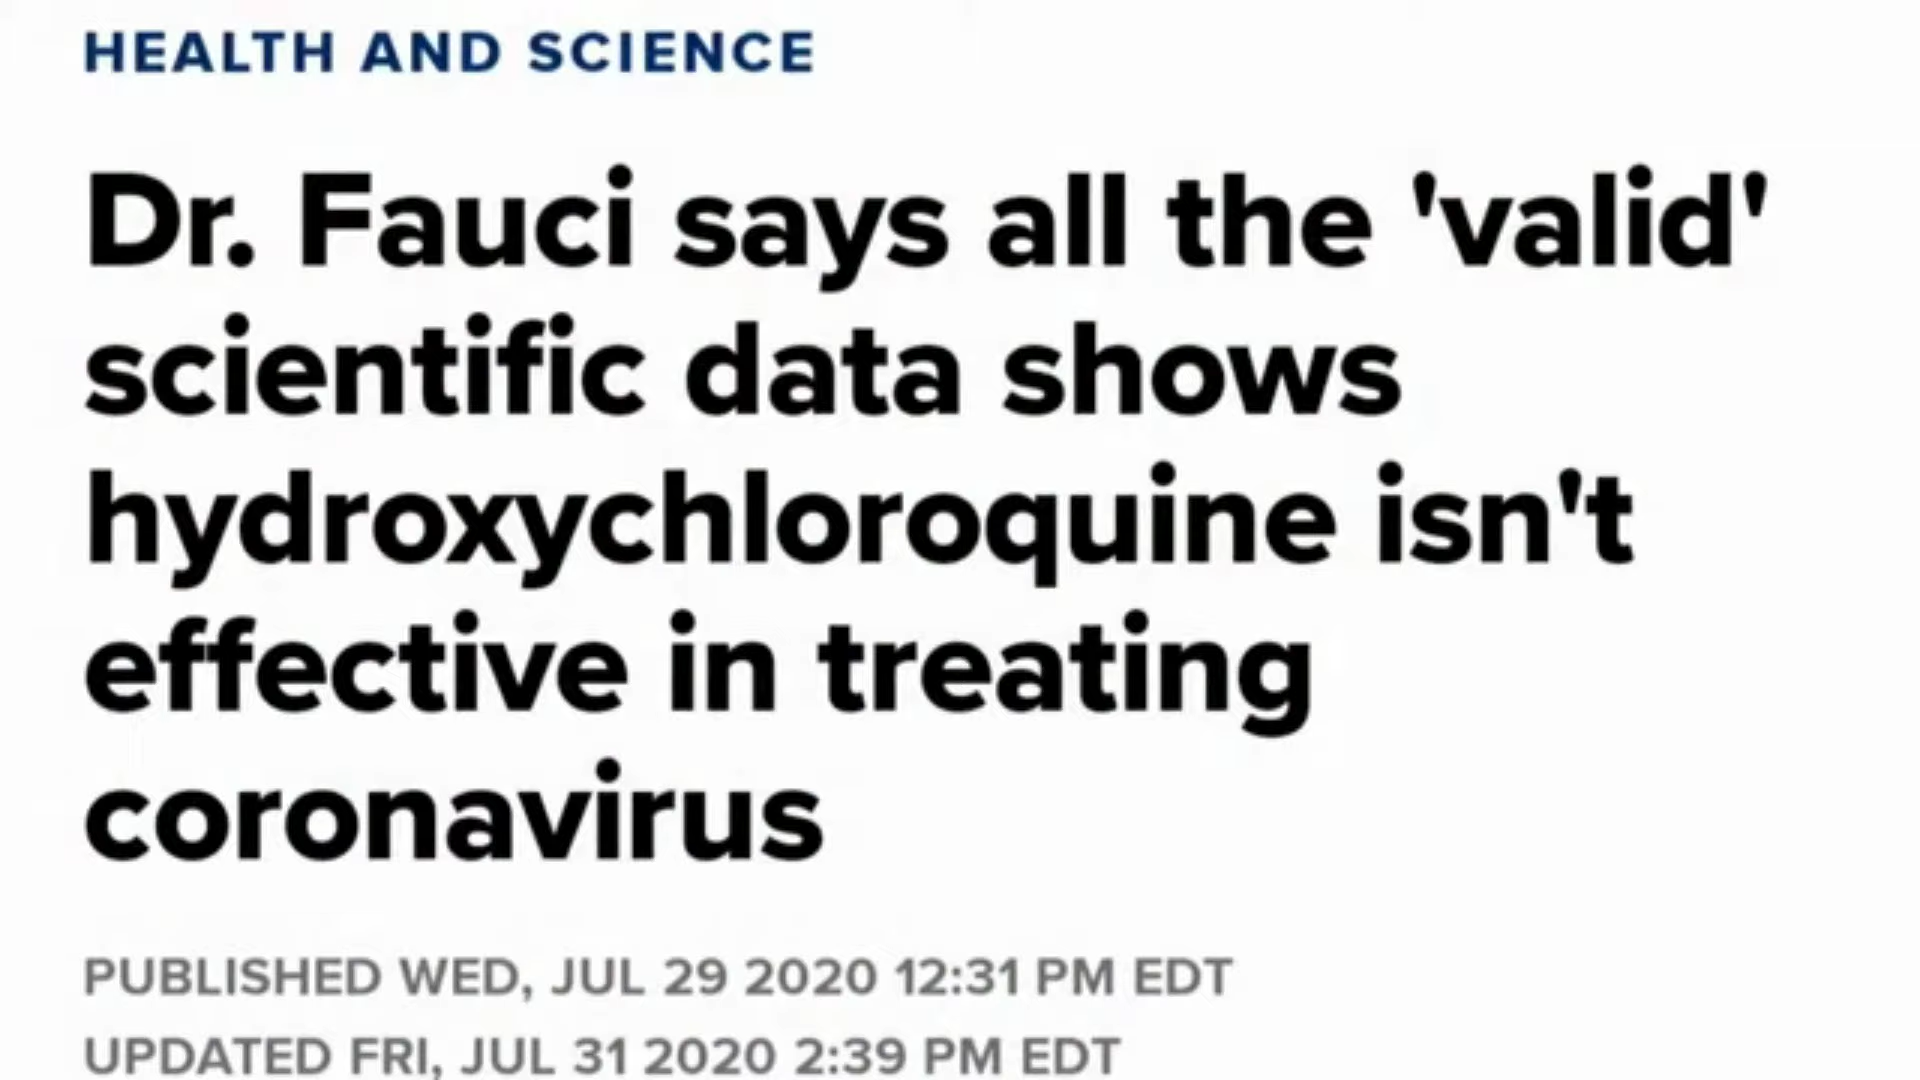 HEALTH AND SCIENCE
Dr. Fauci says all the 'valid'
scientific data shows
hydroxychloroquine isn't
effective in treating
coronavirus
PUBLISHED WED, JUL 29 2020 12:31 PM EDT
UPDATED FRI, JUL 31 2020 2:39 PM EDT